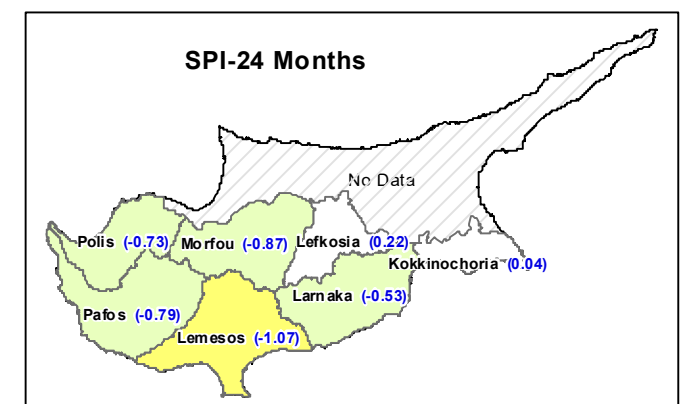 SPI-24 Months
No Data
Polis (-0.73)
Morfou (-0.87)
Lefkosia (0.22)
Kokkinochoria (0.04)
Larnaka (-0.53)
Pafos (-0.79)
Lemesos (-1.07)